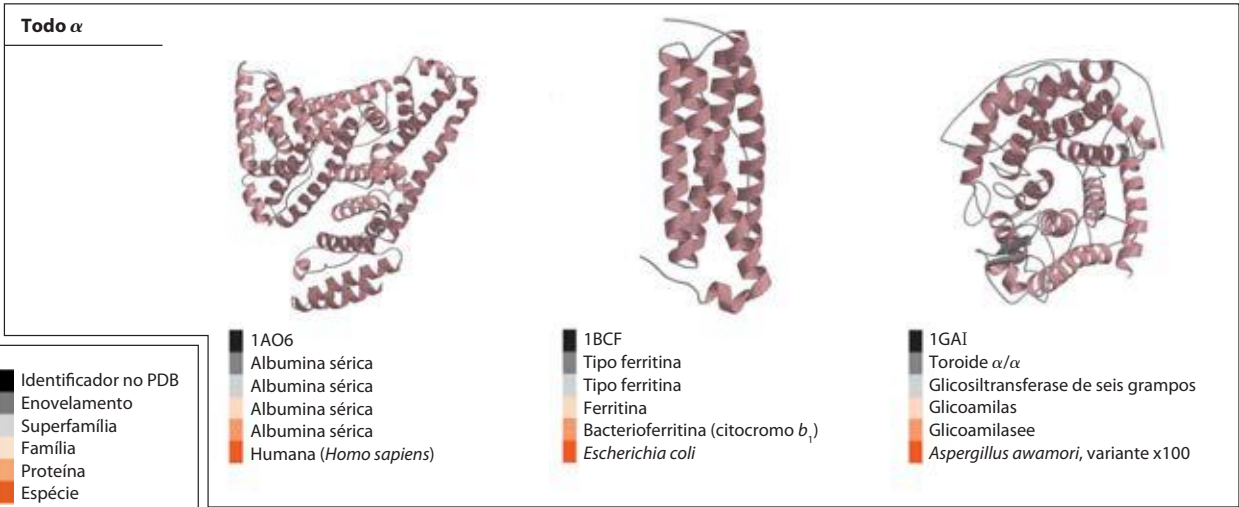 Todo α
1AO6
Albumina sérica
Albumina sérica
Albumina sérica
Albumina sérica
Humana (Homo sapiens)
1BCF
Tipo ferritina
Tipo ferritina
Ferritina
Bacterioferritina (citocromo b₁)
Escherichia coli
1GAI
Toroide α/α
Glicosiltransferase de seis grampos
Glicoamilas
Glicoamilasee
Aspergillus awamori, variante x100
Identificador no PDB
Enovelamento
Superfamília
Família
Proteína
Espécie